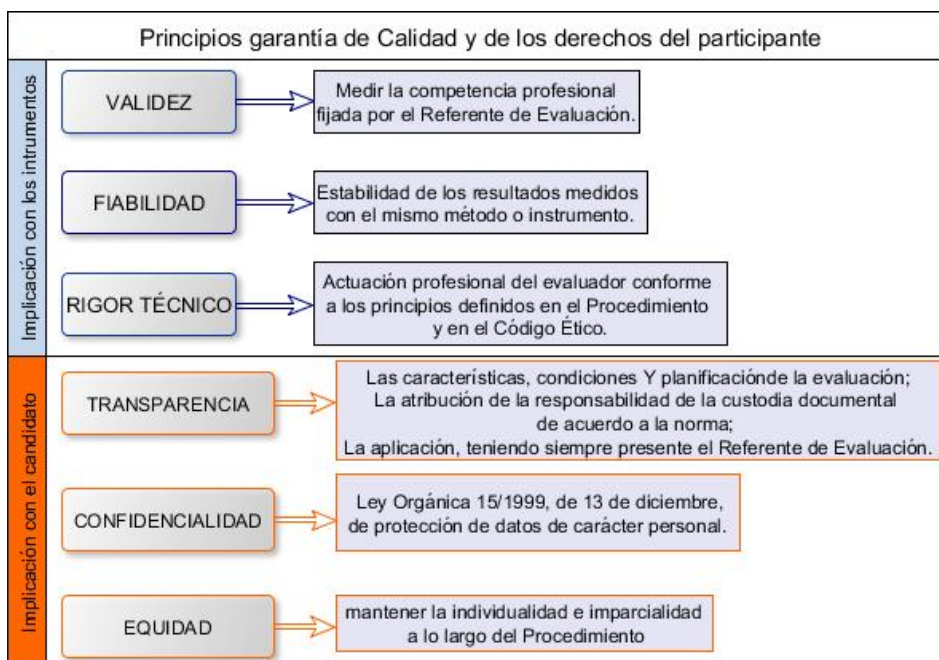 Principios garantía de Calidad y de los derechos del participante
Implicación con los intrumentos
VALIDEZ
Medir la competencia profesional
fijada por el Referente de Evaluación.
FIABILIDAD
Estabilidad de los resultados medidos
con el mismo método o instrumento.
RIGOR TÉCNICO
Actuación profesional del evaluador conforme
a los principios definidos en el Procedimiento
y en el Código Ético.
Implicación con el candidato
TRANSPARENCIA
Las características, condiciones Y planificaciónde la evaluación;
La atribución de la responsabilidad de la custodia documental
de acuerdo a la norma;
La aplicación, teniendo siempre presente el Referente de Evaluación.
CONFIDENCIALIDAD
Ley Orgánica 15/1999, de 13 de diciembre,
de protección de datos de carácter personal.
EQUIDAD
mantener la individualidad e imparcialidad
a lo largo del Procedimiento